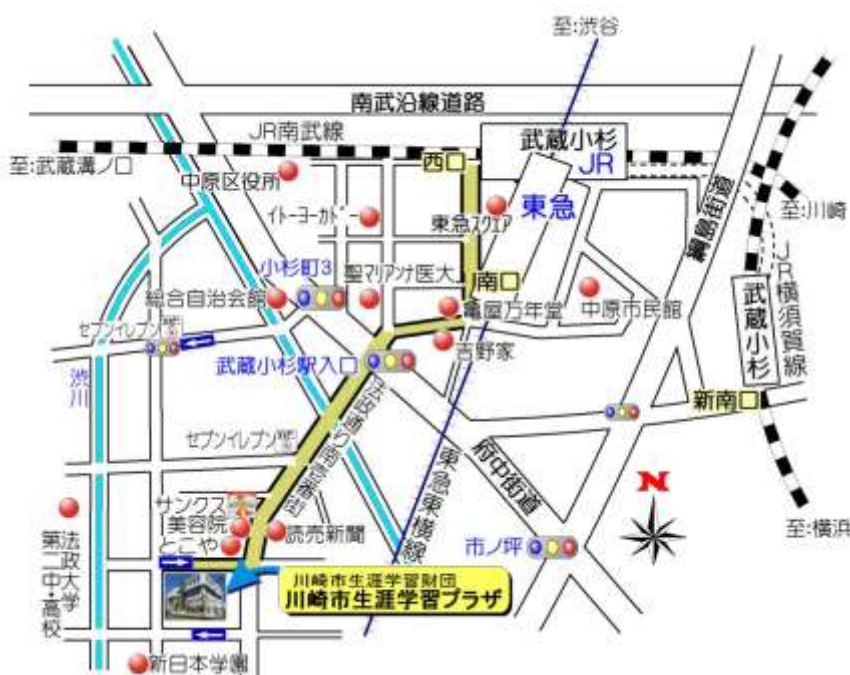 至:渋谷
南武沿線道路
JR南武線
武蔵小杉
JR
至:武蔵溝ノ口
西口
中原区役所
東急
イトーヨーカドー
東急スクエア
綱島街道
至:川崎
小杉町3
聖マリアンナ医大
南口
総合自治会館
亀屋万年堂
中原市民館
JR横須賀線
武蔵小杉
セブンイレブン
吉野家
武蔵小杉駅入口
渋川
法政通り南壱番街
新南口
セブンイレブン
府中街道
東急東横線
N
サンクス
美容院
とこや
読売新聞
市ノ坪
至:横浜
法政大学
第二中・高校
川崎市生涯学習財団
川崎市生涯学習プラザ
新日本学園